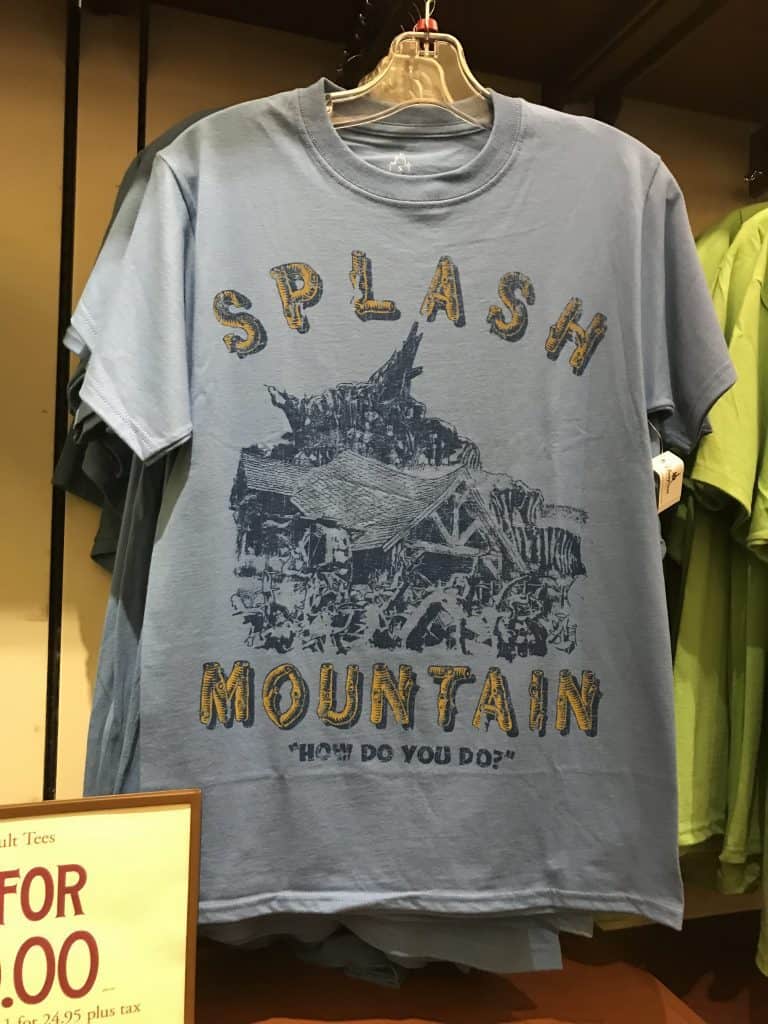 SPLASH
MOUNTAIN
"HOW DO YOU DO?"
ult Tees
FOR
.00
1 for 24.95 plus tax